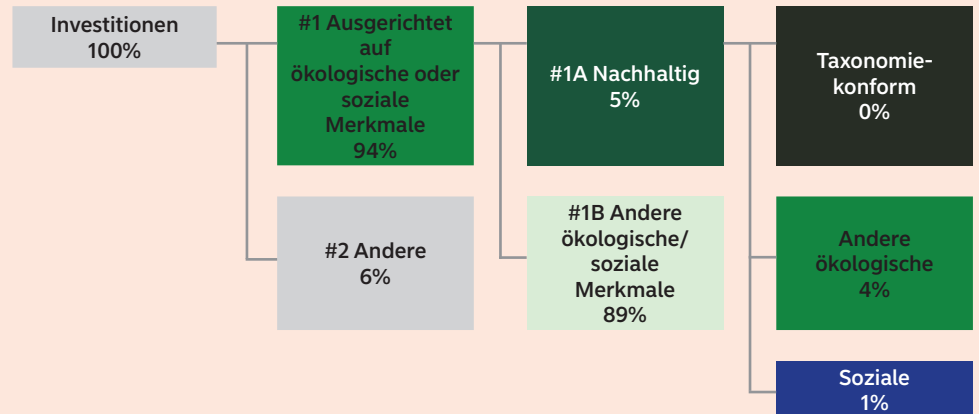 Investitionen
100%
#1 Ausgerichtet
auf
ökologische oder
soziale
Merkmale
94%
#1A Nachhaltig
5%
Taxonomie-
konform
0%
#2 Andere
6%
#1B Andere
ökologische/
soziale
Merkmale
89%
Andere
ökologische
4%
Soziale
1%